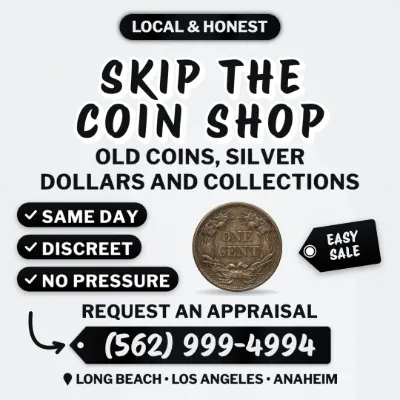 LOCAL & HONEST
SKIP THE
COIN SHOP
OLD COINS, SILVER
DOLLARS AND COLLECTIONS
✓ SAME DAY
✓ DISCREET
✓ NO PRESSURE
ONE
CENT
EASY
SALE
REQUEST AN APPRAISAL
(562) 999-4994
LONG BEACH • LOS ANGELES • ANAHEIM